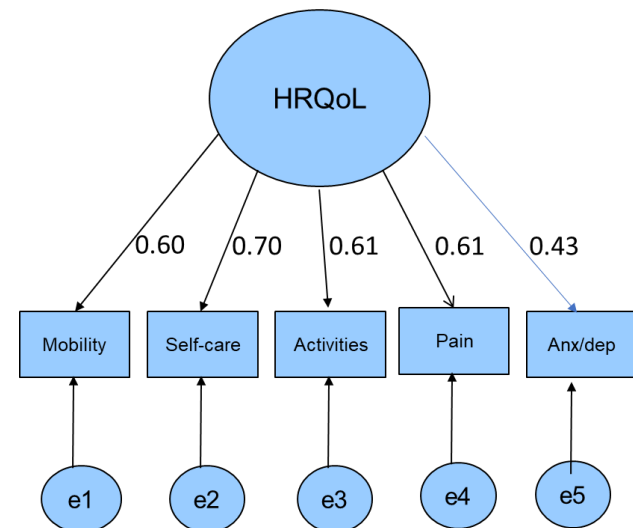 HRQoL
0.60 0.70 0.61 0.61 0.43
Mobility Self-care Activities Pain Anx/dep
e1 e2 e3 e4 e5